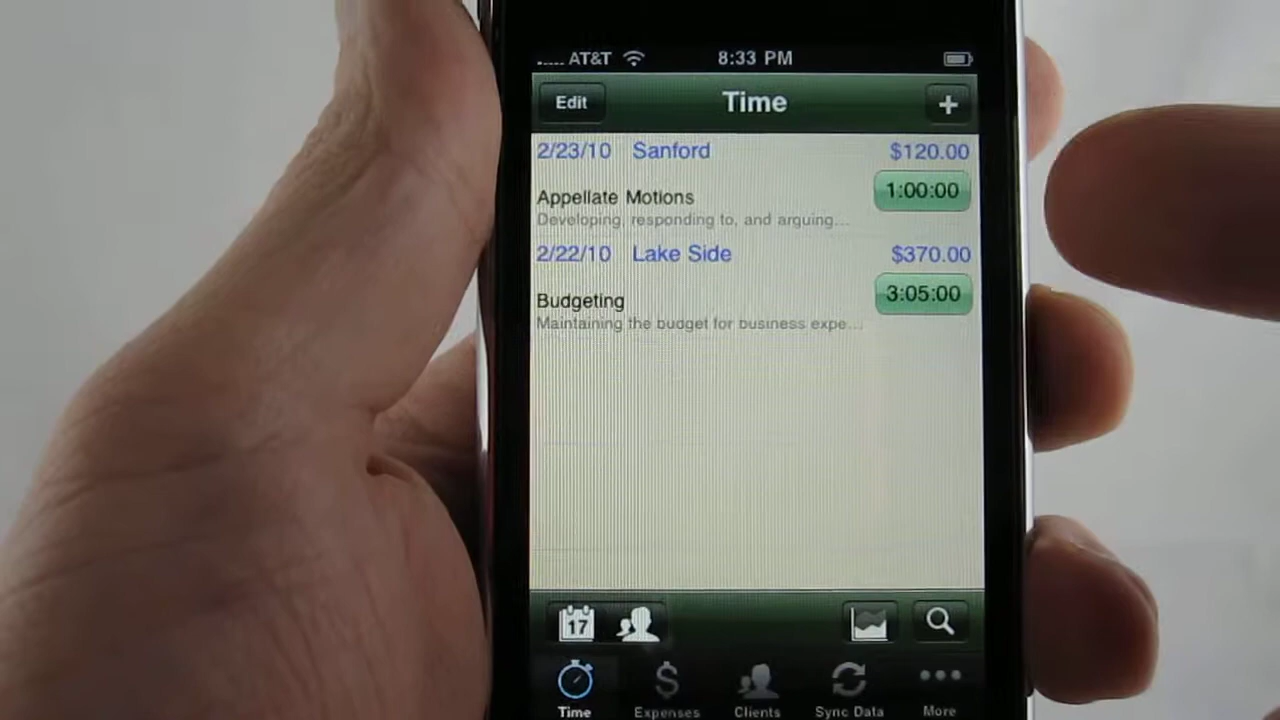 AT&T 8:33 PM
Edit Time +
2/23/10 Sanford $120.00
1:00:00
Appellate Motions
Developing, responding to, and arguing...
2/22/10 Lake Side $370.00
3:05:00
Budgeting
Maintaining the budget for business expe...
17
$
Time Expenses Clients Sync Data More